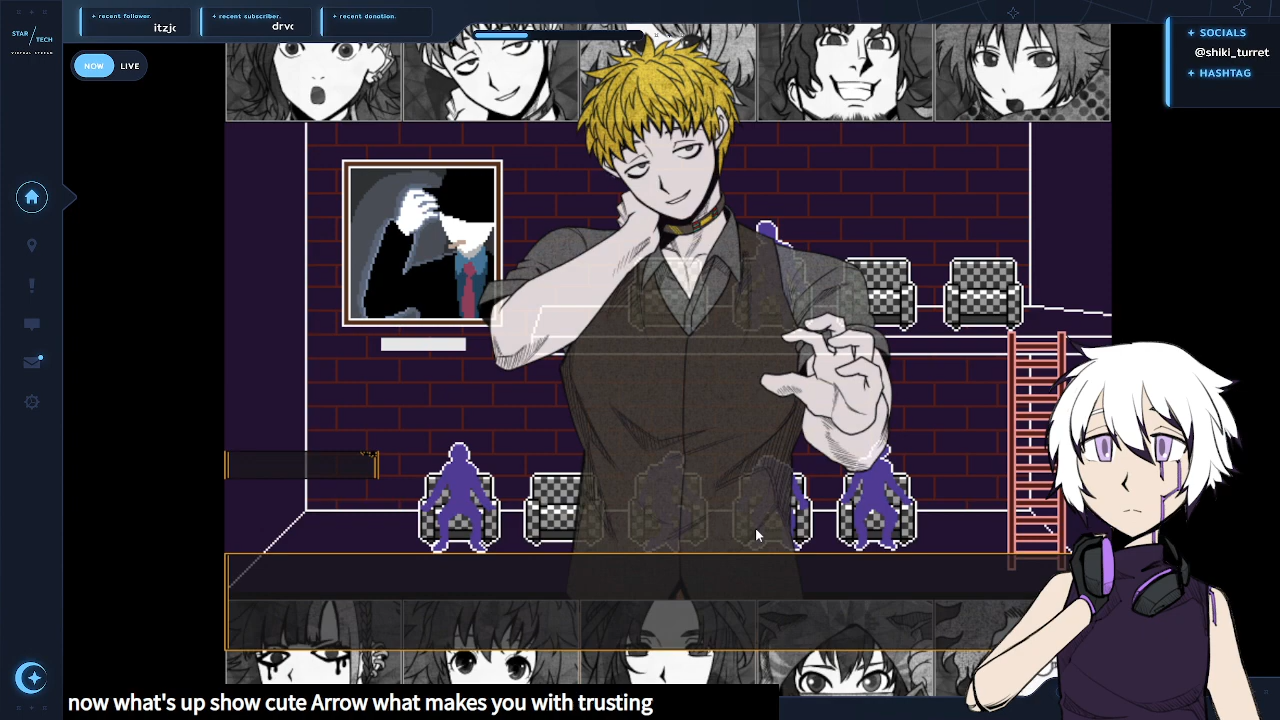 STAR TECH
+ recent follower.
itzjc
+ recent subscriber.
drvc
+ recent donation.
NOW LIVE
+ SOCIALS
@shiki_turret
+ HASHTAG
now what's up show cute Arrow what makes you with trusting